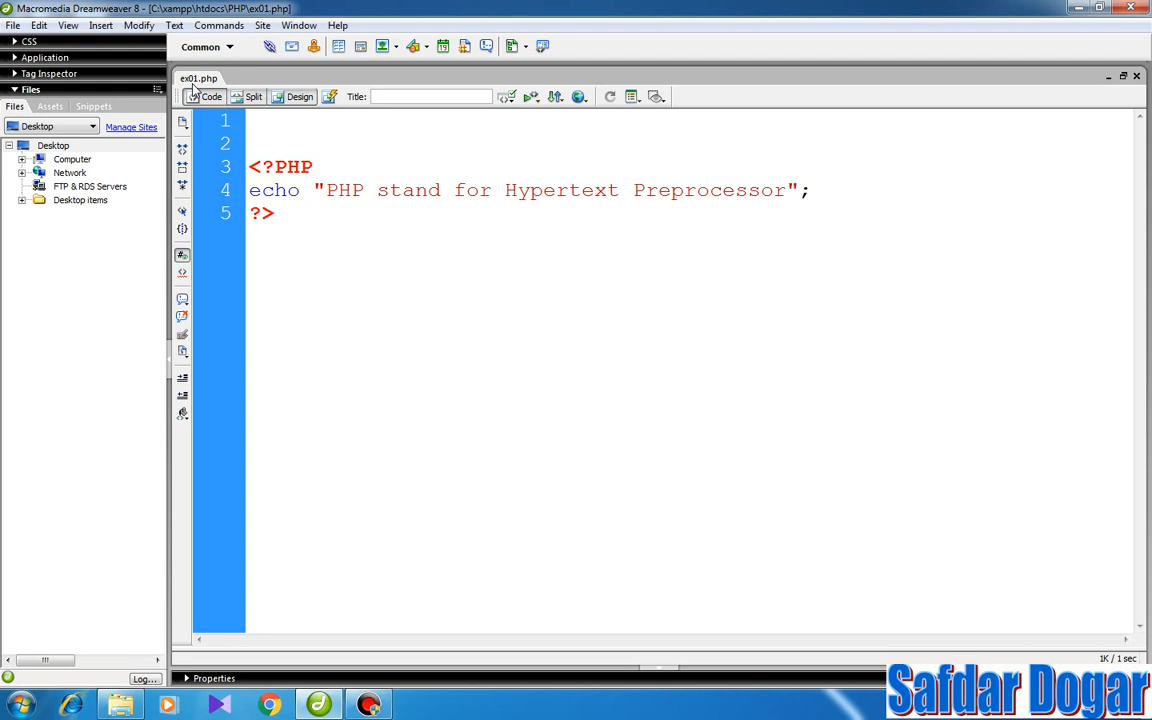 Macromedia Dreamweaver 8 - [C:\xampp\htdocs\PHP\ex01.php]
File Edit View Insert Modify Text Commands Site Window Help
CSS
Application
Tag Inspector
Files
Files Assets Snippets
Desktop Manage Sites
Desktop
Computer
Network
FTP & RDS Servers
Desktop items
Log...
Common
ex01.php
Code Split Design Title:
1
2
3 <?PHP
4 echo "PHP stand for Hypertext Preprocessor";
5 ?>
1K / 1 sec
Properties
Safdar Dogar